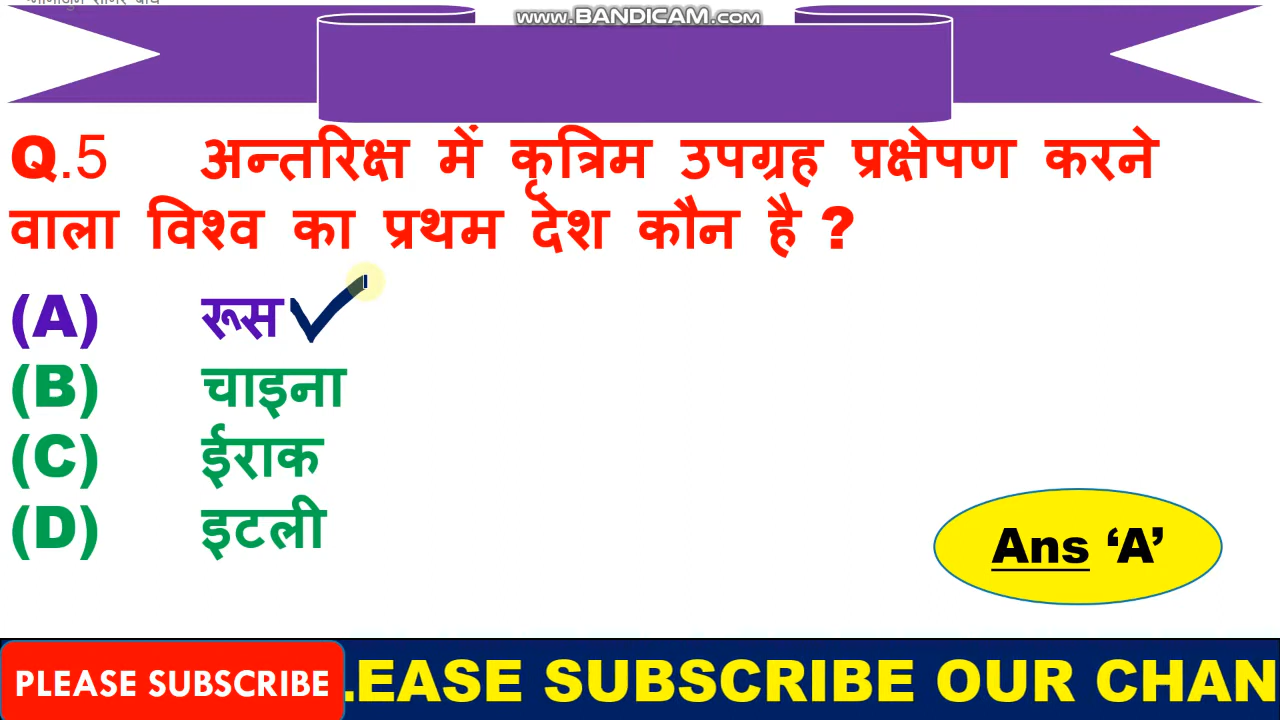 www.BANDICAM.com
Q.5 अन्तरिक्ष में कृत्रिम उपग्रह प्रक्षेपण करने
वाला विश्व का प्रथम देश कौन है ?
(A) रूस
(B) चाइना
(C) ईराक
(D) इटली
Ans ‘A’
PLEASE SUBSCRIBE
LEASE SUBSCRIBE OUR CHAN